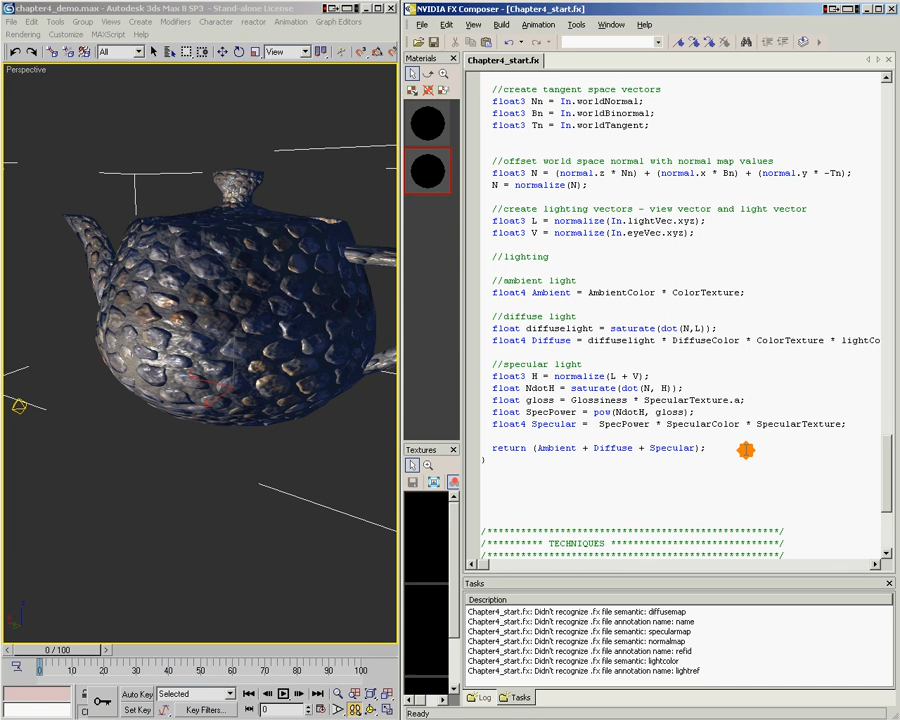 chapter4_demo.max - Autodesk 3ds Max 8 SP3 - Stand-alone License
File Edit Tools Group Views Create Modifiers Character reactor Animation Graph Editors
Rendering Customize MAXScript Help
All
View
Perspective
0 / 100
0 10 20 30 40 50 60 70 80 90 100
Auto Key
Selected
Set Key
Key Filters...
0
NVIDIA FX Composer - [Chapter4_start.fx]
File Edit View Build Animation Tools Window Help
Materials
Chapter4_start.fx
//create tangent space vectors
float3 Nn = In.worldNormal;
float3 Bn = In.worldBinormal;
float3 Tn = In.worldTangent;
//offset world space normal with normal map values
float3 N = (normal.z * Nn) + (normal.x * Bn) + (normal.y * -Tn);
N = normalize(N);
//create lighting vectors - view vector and light vector
float3 L = normalize(In.lightVec.xyz);
float3 V = normalize(In.eyeVec.xyz);
//lighting
//ambient light
float4 Ambient = AmbientColor * ColorTexture;
//diffuse light
float diffuselight = saturate(dot(N,L));
float4 Diffuse = diffuselight * DiffuseColor * ColorTexture * lightCo
//specular light
float3 H = normalize(L + V);
float NdotH = saturate(dot(N, H));
float gloss = Glossiness * SpecularTexture.a;
float SpecPower = pow(NdotH, gloss);
float4 Specular =  SpecPower * SpecularColor * SpecularTexture;
return (Ambient + Diffuse + Specular);
}
/*************************************************/
/********** TECHNIQUES ****************************/
/*************************************************/
Textures
Tasks
Description
Chapter4_start.fx: Didn't recognize .fx file semantic: diffusemap
Chapter4_start.fx: Didn't recognize .fx file annotation name: name
Chapter4_start.fx: Didn't recognize .fx file semantic: specularmap
Chapter4_start.fx: Didn't recognize .fx file semantic: normalmap
Chapter4_start.fx: Didn't recognize .fx file annotation name: refid
Chapter4_start.fx: Didn't recognize .fx file semantic: lightcolor
Chapter4_start.fx: Didn't recognize .fx file annotation name: lightref
Log Tasks
Ready